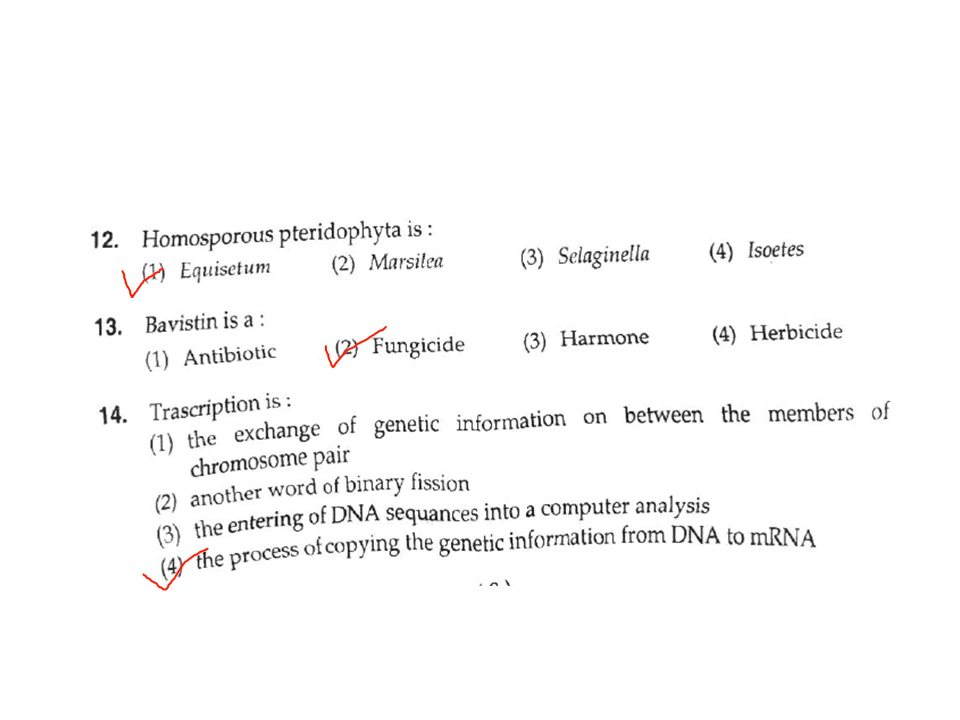 12. Homosporous pteridophyta is :
(1) Equisetum (2) Marsilea (3) Selaginella (4) Isoetes
13. Bavistin is a :
(1) Antibiotic (2) Fungicide (3) Harmone (4) Herbicide
14. Trascription is :
(1) the exchange of genetic information on between the members of
chromosome pair
(2) another word of binary fission
(3) the entering of DNA sequances into a computer analysis
(4) the process of copying the genetic information from DNA to mRNA